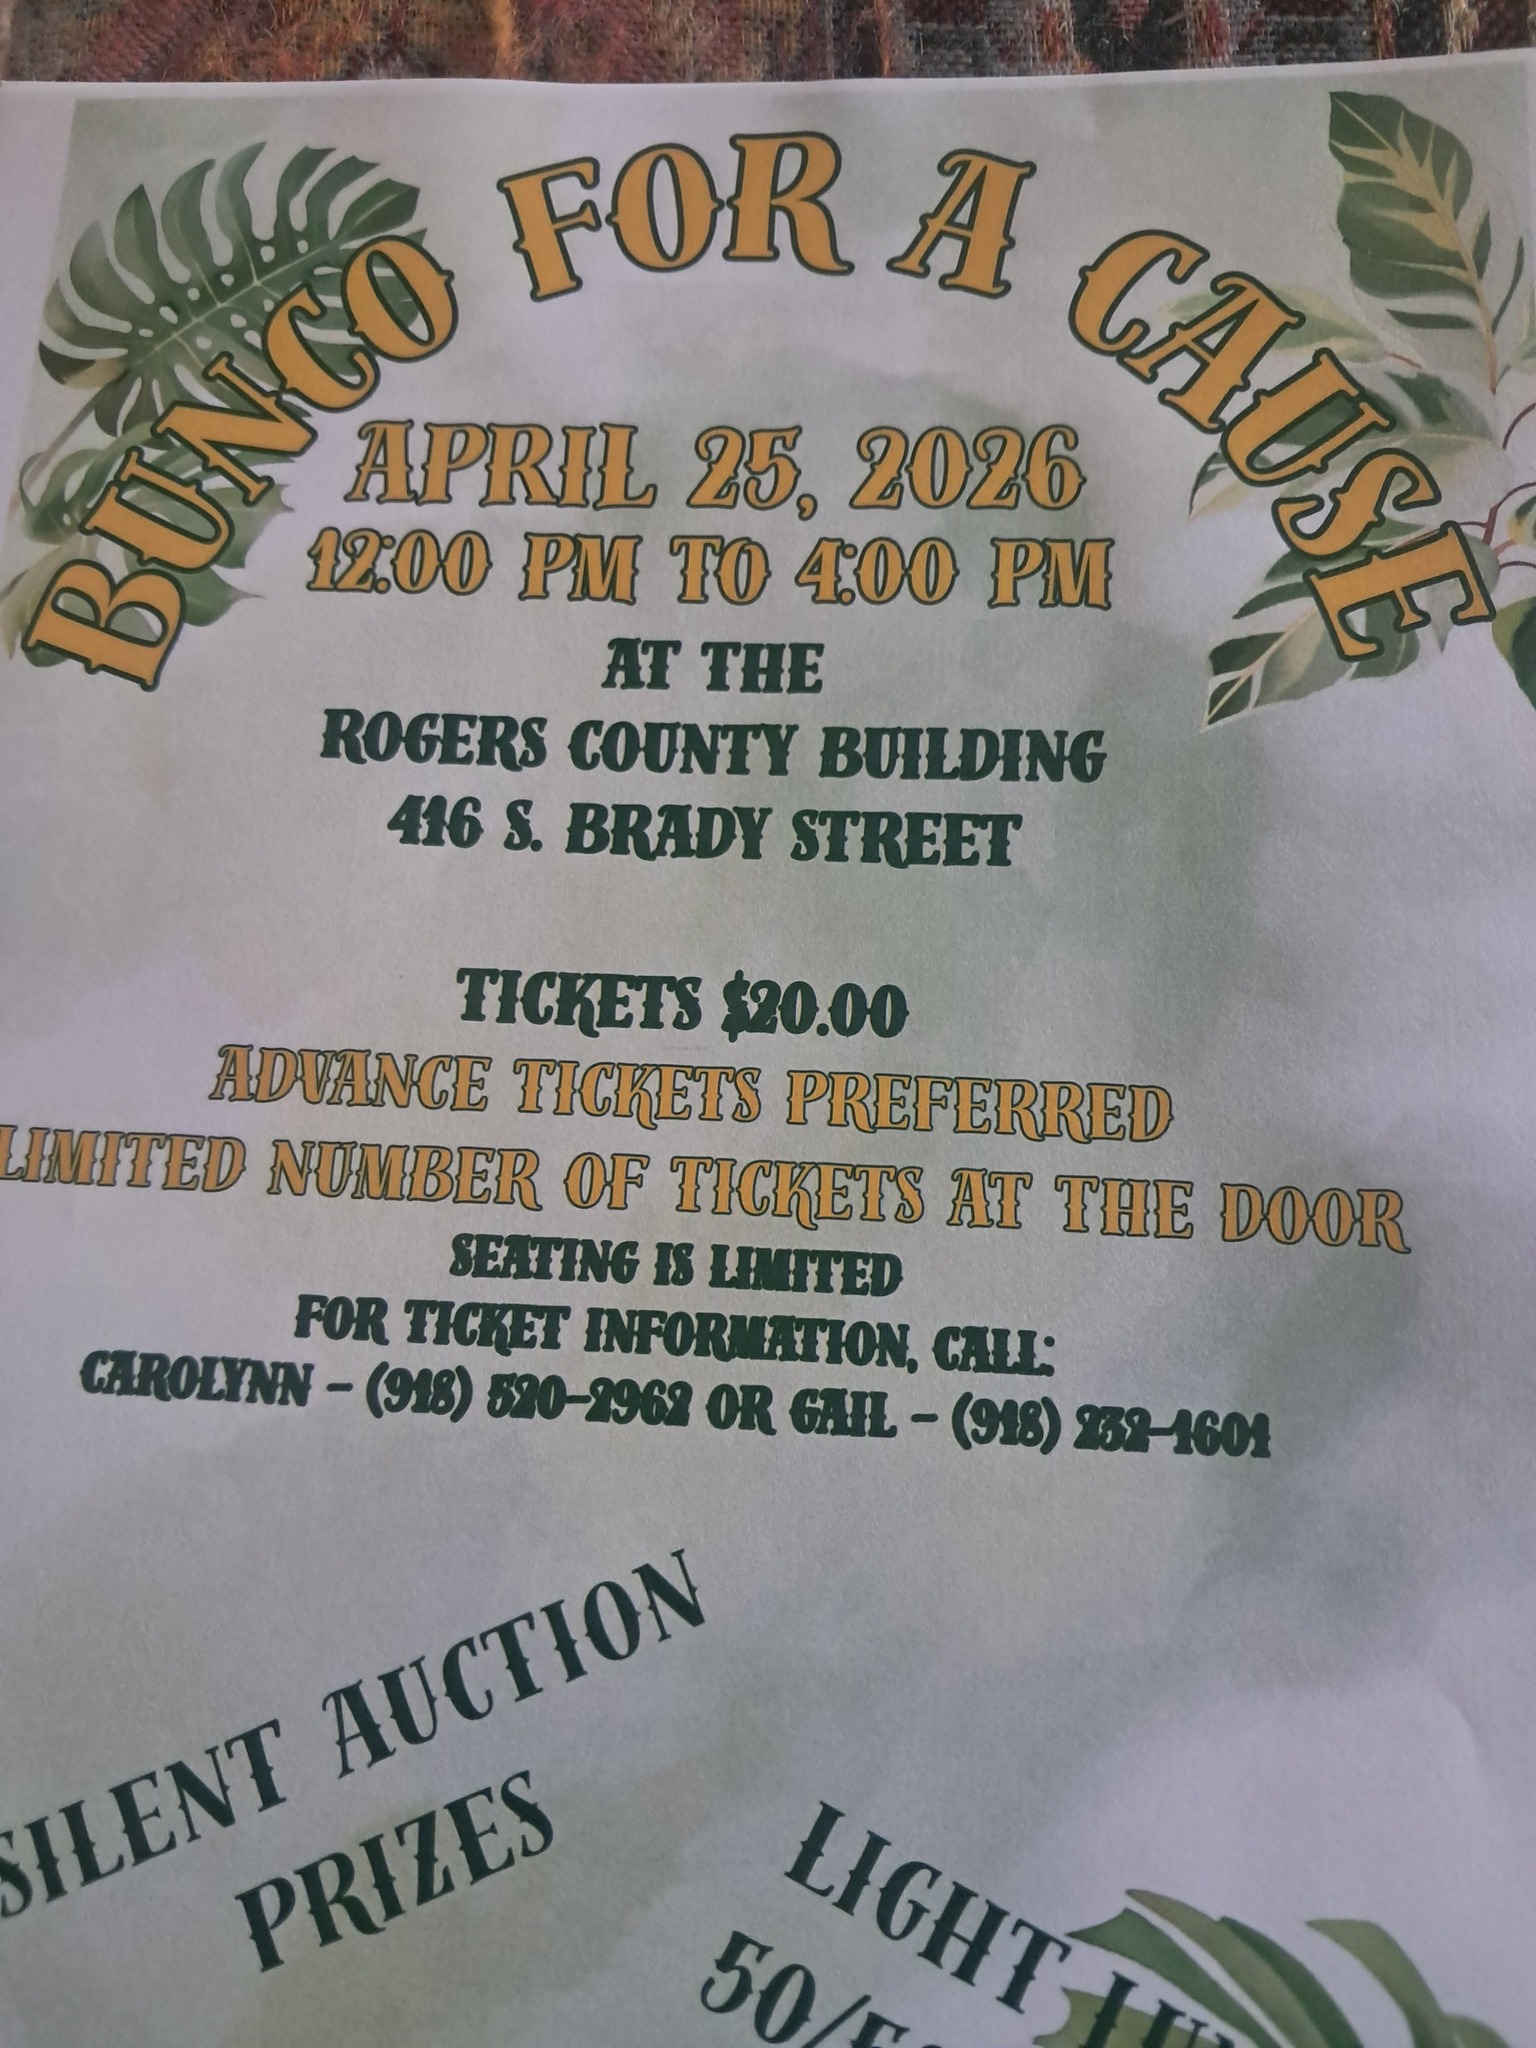 BUNCO FOR A CAUSE
APRIL 25, 2026
12:00 PM TO 4:00 PM
AT THE
ROGERS COUNTY BUILDING
416 S. BRADY STREET
TICKETS $20.00
ADVANCE TICKETS PREFERRED
LIMITED NUMBER OF TICKETS AT THE DOOR
SEATING IS LIMITED
FOR TICKET INFORMATION, CALL:
CAROLYNN - (918) 520-2962 OR GAIL - (918) 232-1601
SILENT AUCTION
PRIZES
LIGHT